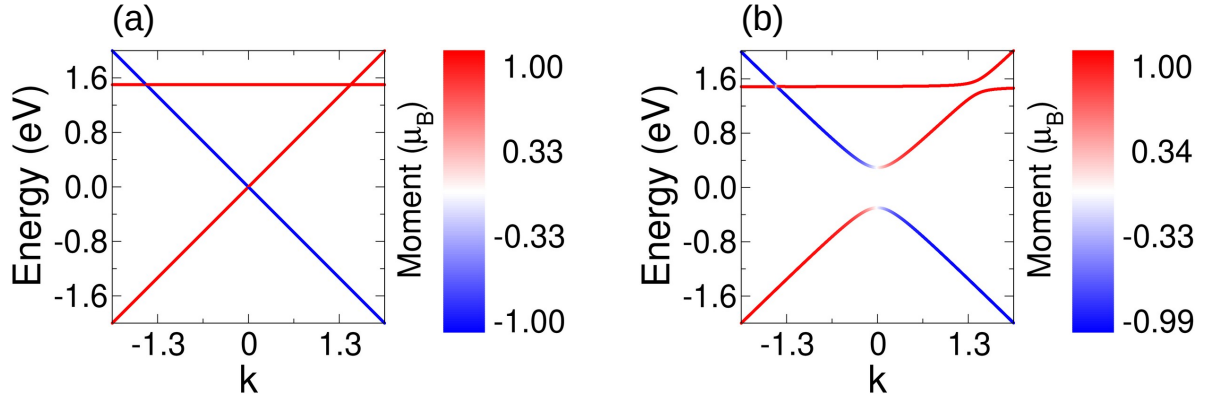 (a)
Energy (eV)
1.6
0.8
0.0
-0.8
-1.6
-1.3 0 1.3
k
Moment (μB)
1.00
0.33
-0.33
-1.00
(b)
Energy (eV)
1.6
0.8
0.0
-0.8
-1.6
-1.3 0 1.3
k
Moment (μB)
1.00
0.34
-0.33
-0.99